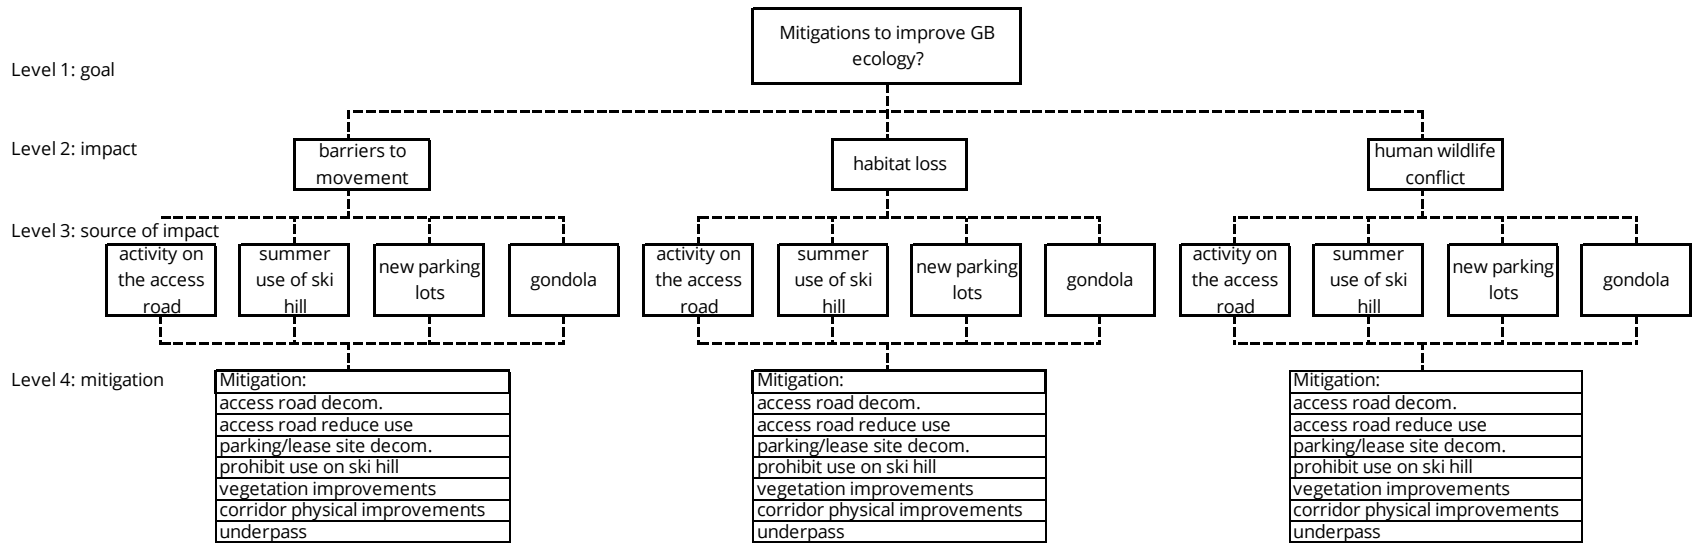 Mitigations to improve GB
ecology?
Level 1: goal
Level 2: impact
barriers to
movement
habitat loss
human wildlife
conflict
Level 3: source of impact
activity on
the access
road
summer
use of ski
hill
new parking
lots
gondola
activity on
the access
road
summer
use of ski
hill
new parking
lots
gondola
activity on
the access
road
summer
use of ski
hill
new parking
lots
gondola
Level 4: mitigation
Mitigation:
access road decom.
access road reduce use
parking/lease site decom.
prohibit use on ski hill
vegetation improvements
corridor physical improvements
underpass
Mitigation:
access road decom.
access road reduce use
parking/lease site decom.
prohibit use on ski hill
vegetation improvements
corridor physical improvements
underpass
Mitigation:
access road decom.
access road reduce use
parking/lease site decom.
prohibit use on ski hill
vegetation improvements
corridor physical improvements
underpass